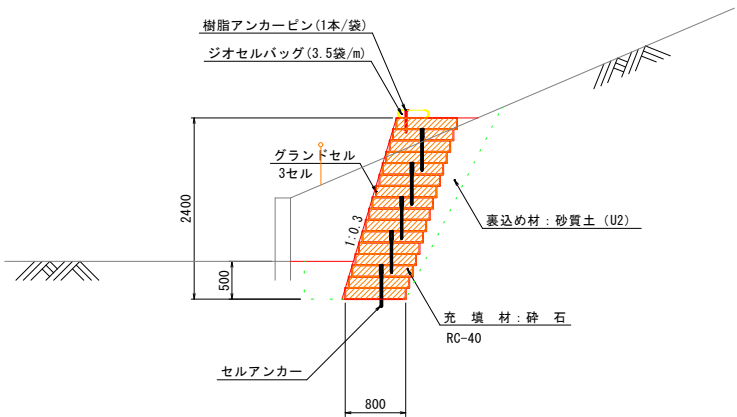 樹脂アンカーピン(1本/袋)
ジオセルバッグ(3.5袋/m)
グランドセル
3セル
2400
1:0.3
裏込め材：砂質土 (U2)
500
充　填　材：砕　石
RC-40
セルアンカー
800